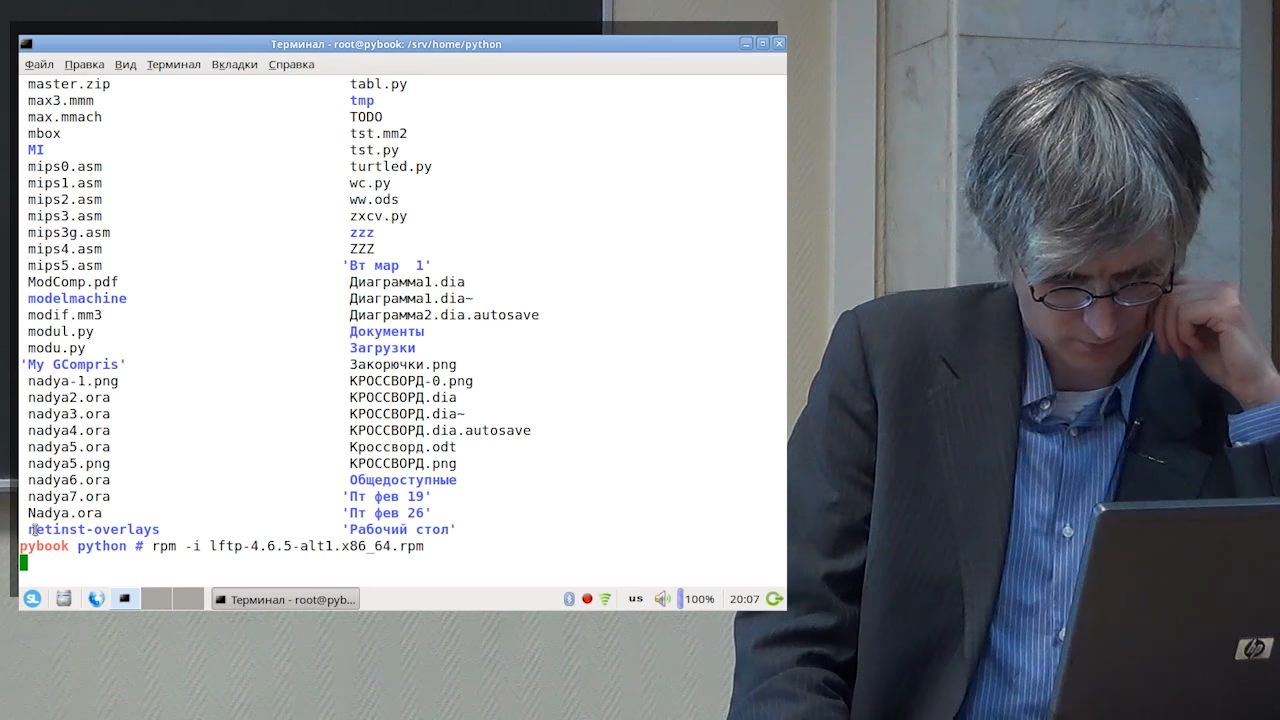 Терминал - root@pybook: /srv/home/python
Файл Правка Вид Терминал Вкладки Справка
master.zip tabl.py
max3.mmm tmp
max.mmach TODO
mbox tst.mm2
MI tst.py
mips0.asm turtled.py
mips1.asm wc.py
mips2.asm ww.ods
mips3.asm zxcv.py
mips3g.asm zzz
mips4.asm ZZZ
mips5.asm 'Вт мар  1'
ModComp.pdf Диаграмма1.dia
modelmachine Диаграмма1.dia~
modif.mm3 Диаграмма2.dia.autosave
modul.py Документы
modu.py Загрузки
'My GCompris' Закорючки.png
nadya-1.png КРОССВОРД-0.png
nadya2.ora КРОССВОРД.dia
nadya3.ora КРОССВОРД.dia~
nadya4.ora КРОССВОРД.dia.autosave
nadya5.ora Кроссворд.odt
nadya5.png КРОССВОРД.png
nadya6.ora Общедоступные
nadya7.ora 'Пт фев 19'
Nadya.ora 'Пт фев 26'
netinst-overlays 'Рабочий стол'
pybook python # rpm -i lftp-4.6.5-alt1.x86_64.rpm
SL Терминал - root@pyb... us 100% 20:07
hp